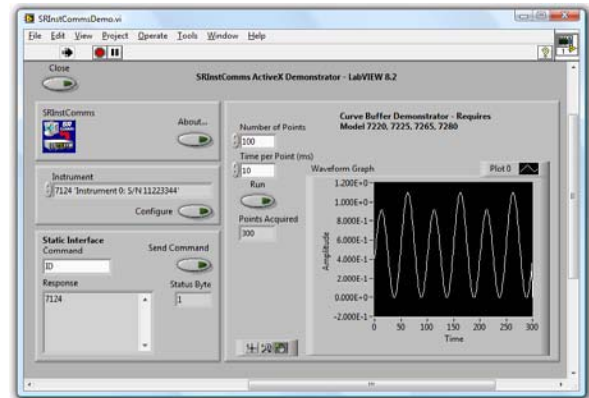 SRInstCommsDemo.vi
File Edit View Project Operate Tools Window Help
Close
SRInstComms ActiveX Demonstrator - LabVIEW 8.2
SRInstComms
About...
Instrument
7124 'Instrument 0: S/N 11223344'
Configure
Static Interface
Command
Send Command
ID
Response
Status Byte
7124
1
Curve Buffer Demonstrator - Requires
Model 7220, 7225, 7265, 7280
Number of Points
100
Time per Point (ms)
10
Run
Points Acquired
300
Waveform Graph
Plot 0
1.200E+0
1.000E+0
8.000E-1
6.000E-1
4.000E-1
2.000E-1
0.000E+0
-2.000E-1
Amplitude
0 50 100 150 200 250 300
Time